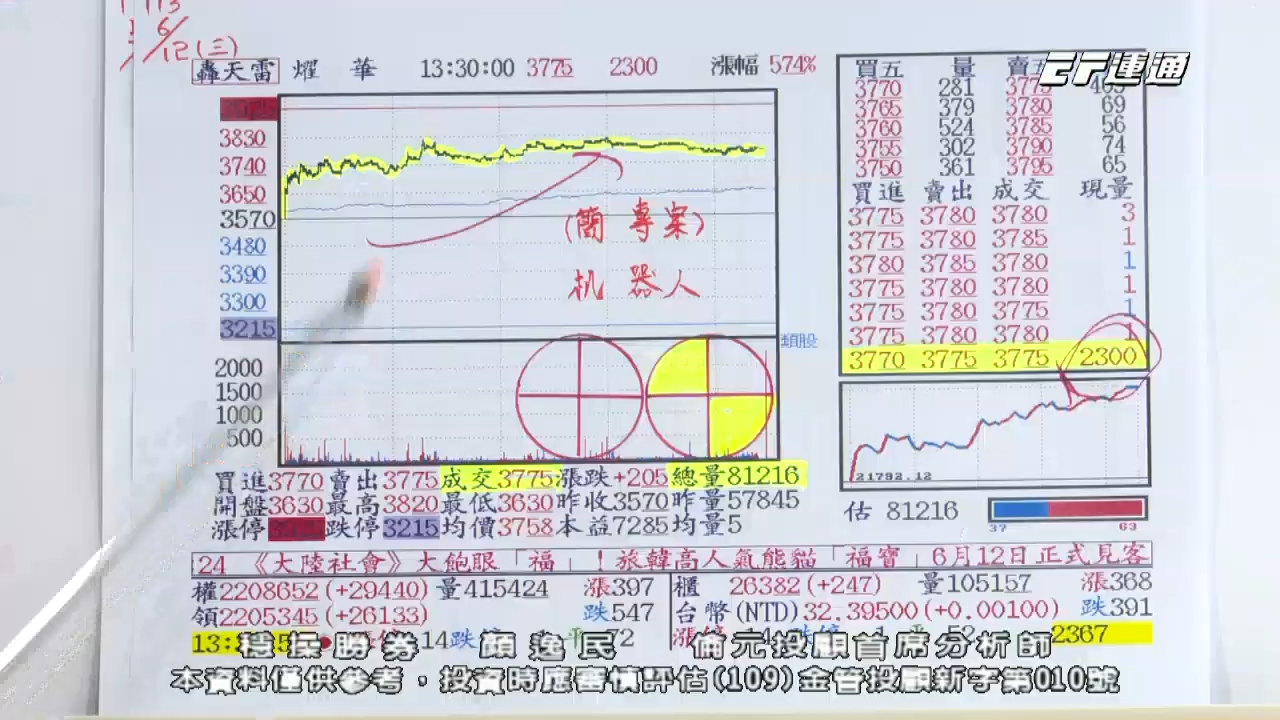 113
6/12(三)
轟天雷 燿華 13:30:00 3775 2300 漲幅 574%
EF運通
買五 量 賣五
3770 281 3775
3765 379 3780 69
3760 524 3785 56
3755 302 3790 74
3750 361 3795 65
買進 賣出 成交 現量
3775 3780 3780 3
3775 3780 3785 1
3780 3785 3780 1
3775 3780 3780 1
3775 3780 3775 1
3775 3780 3780 1
3770 3775 3775 2300
3830
3740
3650
3570
3480
3390
3300
3215
(簡專案)
机器人
類股
2000
1500
1000
500
21792.12
買進3770 賣出3775 成交3775 漲跌+205 總量81216
開盤3630 最高3820 最低3630 昨收3570 昨量57845
漲停 跌停3215 均價3758 本益7285 均量5
估 81216
37 63
24 《大陸社會》大飽眼「福」！旅韓高人氣熊貓「福寶」6月12日正式見客
權2208652(+29440) 量415424 漲397
領2205345(+26133) 跌547
櫃 26382(+247) 量105157 漲368
台幣(NTD)32.39500(+0.00100) 跌391
2367
穩操勝券 顏逸民 倫元投顧首席分析師
本資料僅供參考，投資時應審慎評估(109)金管投顧新字第010號